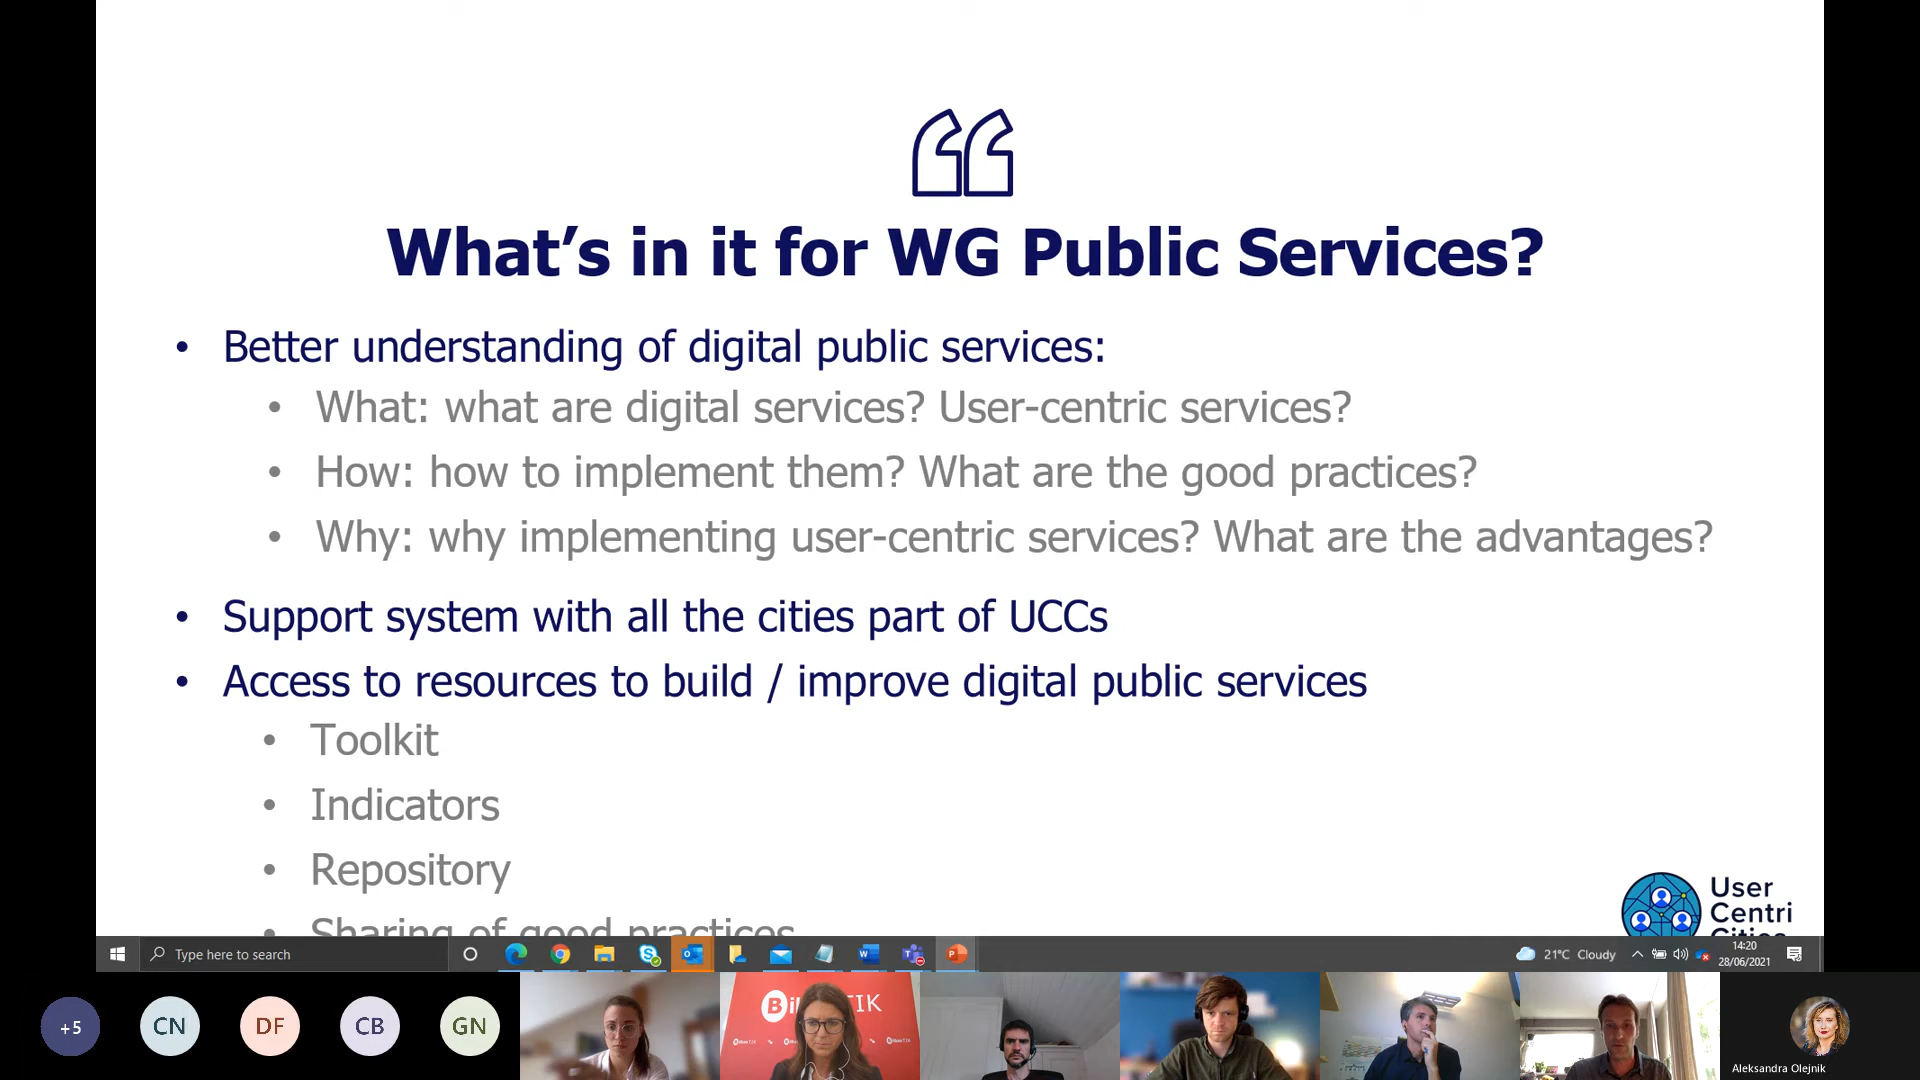 What's in it for WG Public Services?
• Better understanding of digital public services:
• What: what are digital services? User-centric services?
• How: how to implement them? What are the good practices?
• Why: why implementing user-centric services? What are the advantages?
• Support system with all the cities part of UCCs
• Access to resources to build / improve digital public services
• Toolkit
• Indicators
• Repository
• Sharing of good practices
User
Centri
Cities
Type here to search
21°C Cloudy
14:20
28/06/2021
+5
CN
DF
CB
GN
TIK
Aleksandra Olejnik